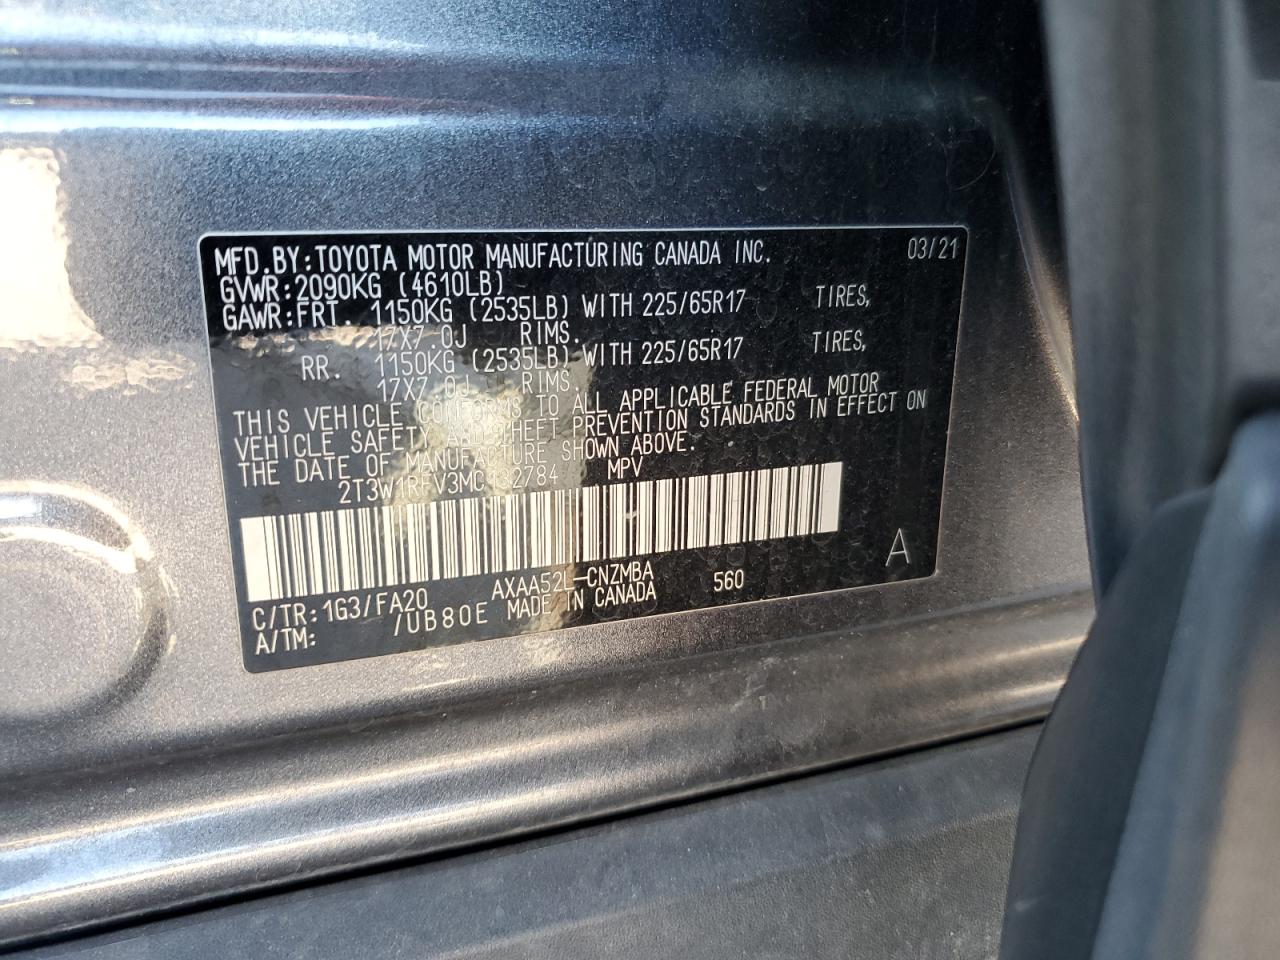 MFD.BY:TOYOTA MOTOR MANUFACTURING CANADA INC. 03/21
GVWR:2090KG (4610LB)
GAWR:FRT. 1150KG (2535LB) WITH 225/65R17 TIRES,
17X7.0J RIMS.
RR. 1150KG (2535LB) WITH 225/65R17 TIRES,
17X7.0J RIMS.
THIS VEHICLE CONFORMS TO ALL APPLICABLE FEDERAL MOTOR
VEHICLE SAFETY AND THEFT PREVENTION STANDARDS IN EFFECT ON
THE DATE OF MANUFACTURE SHOWN ABOVE.
MPV
A
C/TR:1G3/FA20 AXAA52L-CNZMBA 560
A/TM: /UB80E MADE IN CANADA